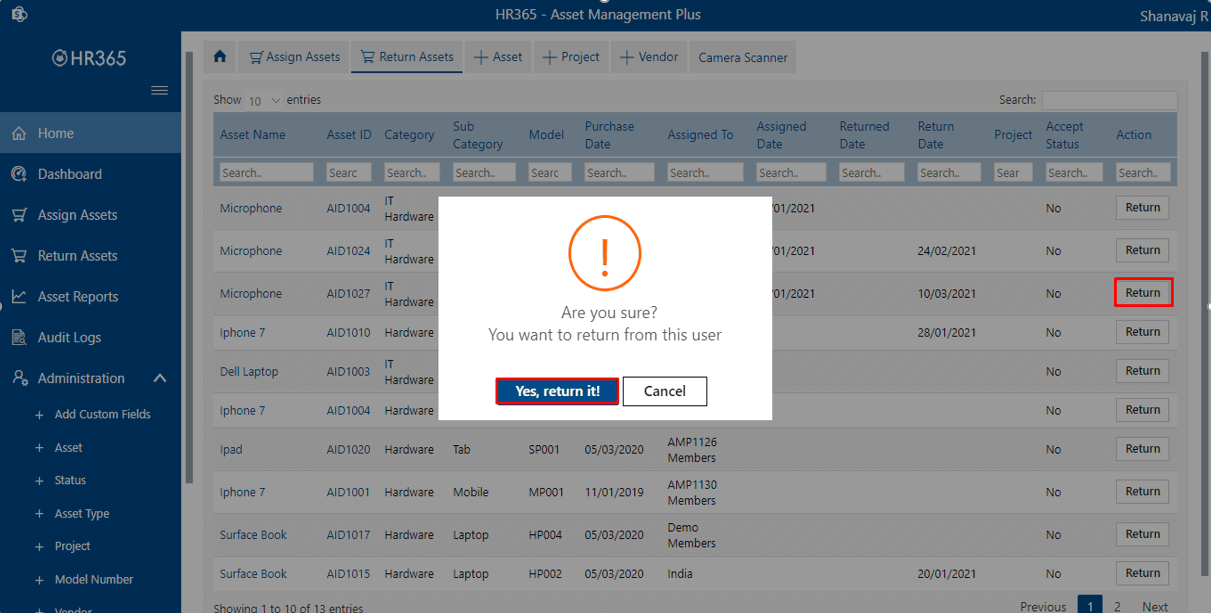 HR365 - Asset Management Plus
Shanavaj R
HR365
Home
Dashboard
Assign Assets
Return Assets
Asset Reports
Audit Logs
Administration
+ Add Custom Fields
+ Asset
+ Status
+ Asset Type
+ Project
+ Model Number
+ Vendor
Assign Assets Return Assets + Asset + Project + Vendor Camera Scanner
Show 10 entries Search:
Asset Name Asset ID Category Sub Category Model Purchase Date Assigned To Assigned Date Returned Date Return Date Project Accept Status Action
Search.. Searc Search.. Search.. Searc Search.. Search.. Search.. Search.. Search.. Sear Search.. Search..
Microphone AID1004 IT Hardware /01/2021 No Return
Microphone AID1024 IT Hardware /01/2021 24/02/2021 No Return
Microphone AID1027 IT Hardware /01/2021 10/03/2021 No Return
Iphone 7 AID1010 Hardware 28/01/2021 No Return
Dell Laptop AID1003 IT Hardware No Return
Iphone 7 AID1004 Hardware No Return
Ipad AID1020 Hardware Tab SP001 05/03/2020 AMP1126 Members No Return
Iphone 7 AID1001 Hardware Mobile MP001 11/01/2019 AMP1130 Members No Return
Surface Book AID1017 Hardware Laptop HP004 05/03/2020 Demo Members No Return
Surface Book AID1015 Hardware Laptop HP002 05/03/2020 India 20/01/2021 No Return
Showing 1 to 10 of 13 entries Previous 1 2 Next
!
Are you sure?
You want to return from this user
Yes, return it! Cancel